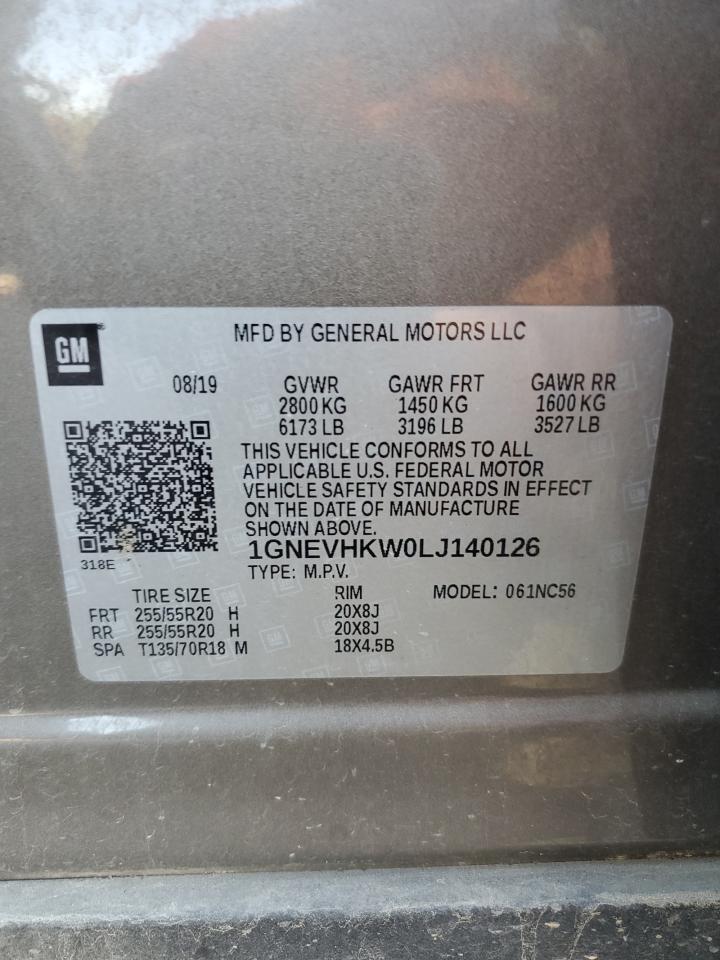 GM
MFD BY GENERAL MOTORS LLC
08/19 GVWR GAWR FRT GAWR RR
2800 KG 1450 KG 1600 KG
6173 LB 3196 LB 3527 LB
THIS VEHICLE CONFORMS TO ALL
APPLICABLE U.S. FEDERAL MOTOR
VEHICLE SAFETY STANDARDS IN EFFECT
ON THE DATE OF MANUFACTURE
SHOWN ABOVE.
1GNEVHKW0LJ140126
318E
TYPE: M.P.V.
TIRE SIZE RIM MODEL: 061NC56
FRT 255/55R20 H 20X8J
RR 255/55R20 H 20X8J
SPA T135/70R18 M 18X4.5B